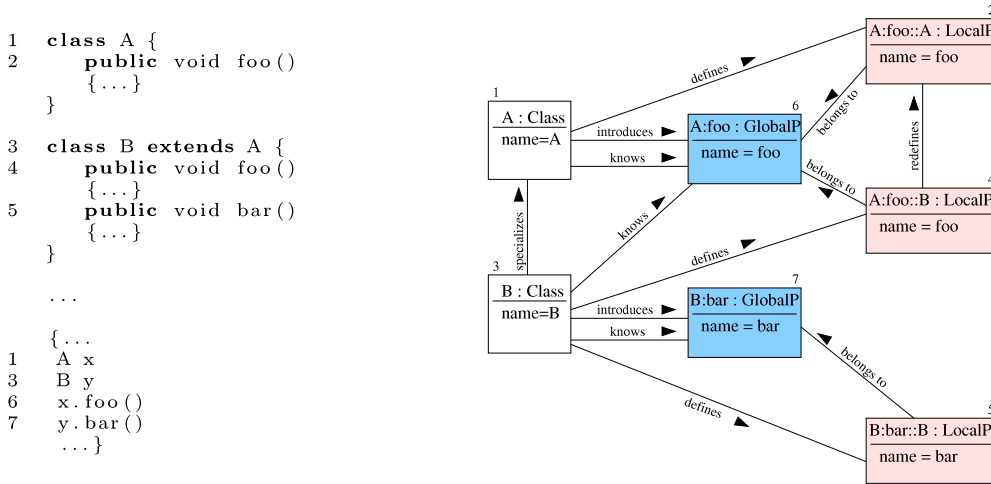 1 class A {
2 public void foo()
{...}
}
3 class B extends A {
4 public void foo()
{...}
5 public void bar()
{...}
}
...
{...
1 A x
3 B y
6 x.foo()
7 y.bar()
...}
2
A:foo::A : LocalP
name = foo
defines
1
A : Class
name=A
6
A:foo : GlobalP
name = foo
introduces
knows
belongs to
redefines
belongs to
4
A:foo::B : LocalP
name = foo
specializes
knows
defines
3
B : Class
name=B
7
B:bar : GlobalP
name = bar
introduces
knows
belongs to
defines
5
B:bar::B : LocalP
name = bar